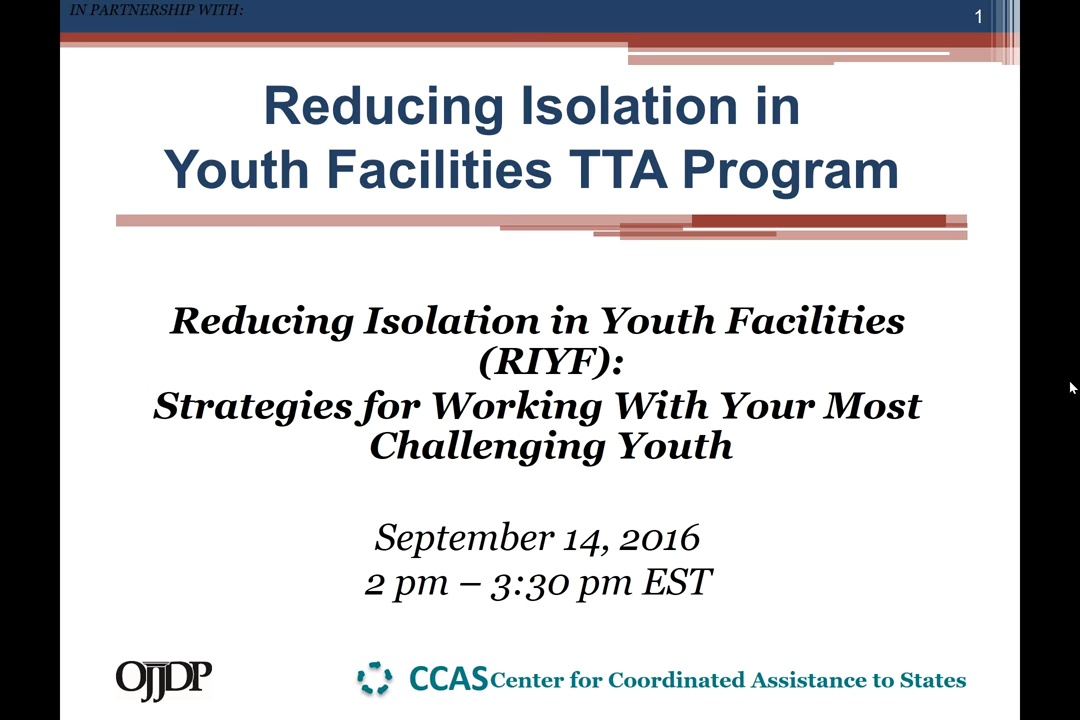 IN PARTNERSHIP WITH:
1
Reducing Isolation in
Youth Facilities TTA Program
Reducing Isolation in Youth Facilities
(RIYF):
Strategies for Working With Your Most
Challenging Youth
September 14, 2016
2 pm – 3:30 pm EST
OJJDP
CCAS Center for Coordinated Assistance to States